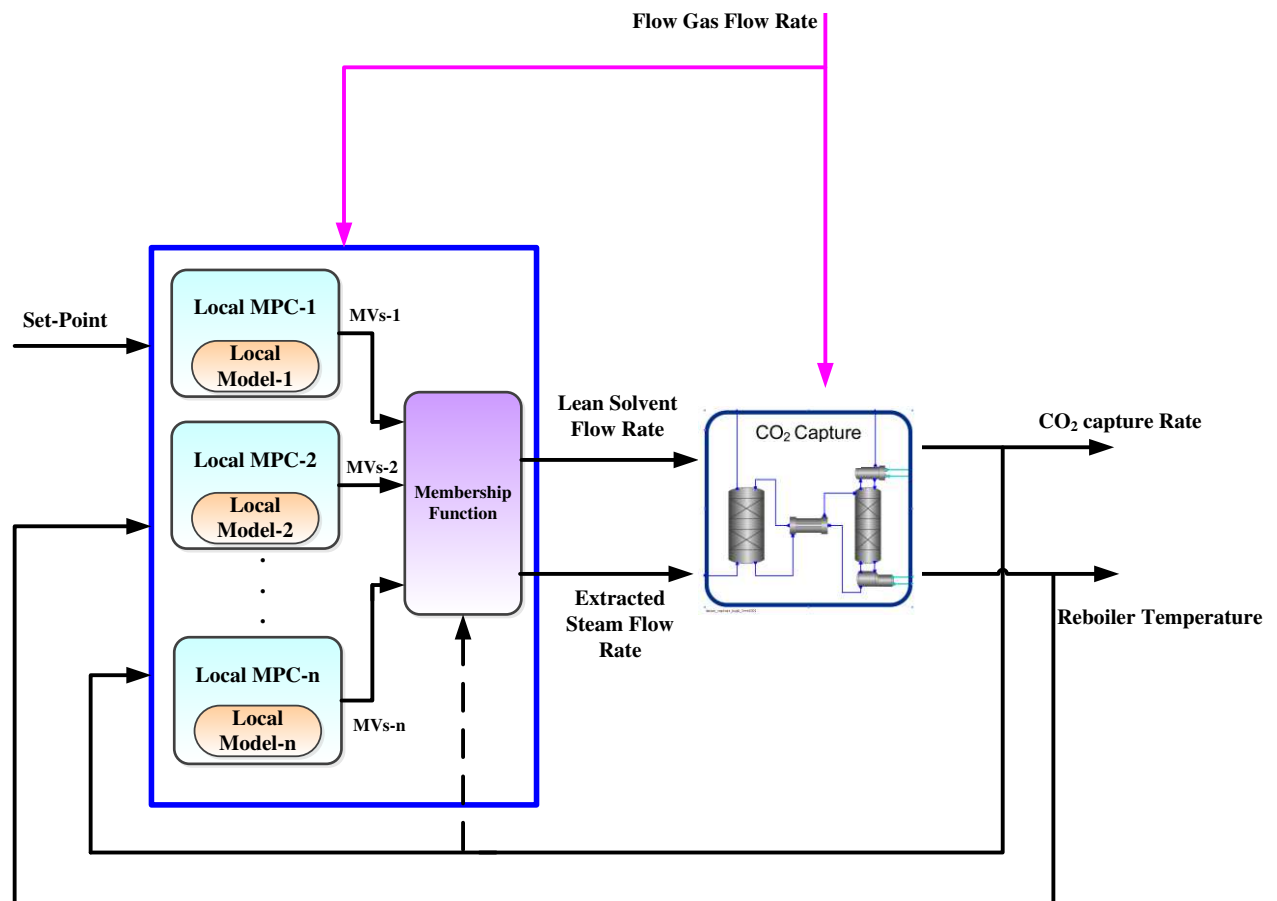 Flow Gas Flow Rate
Set-Point
Local MPC-1
Local
Model-1
MVs-1
Local MPC-2
Local
Model-2
MVs-2
.
.
.
Local MPC-n
Local
Model-n
MVs-n
Membership
Function
Lean Solvent
Flow Rate
Extracted
Steam Flow
Rate
CO₂ Capture
CO₂ capture Rate
Reboiler Temperature